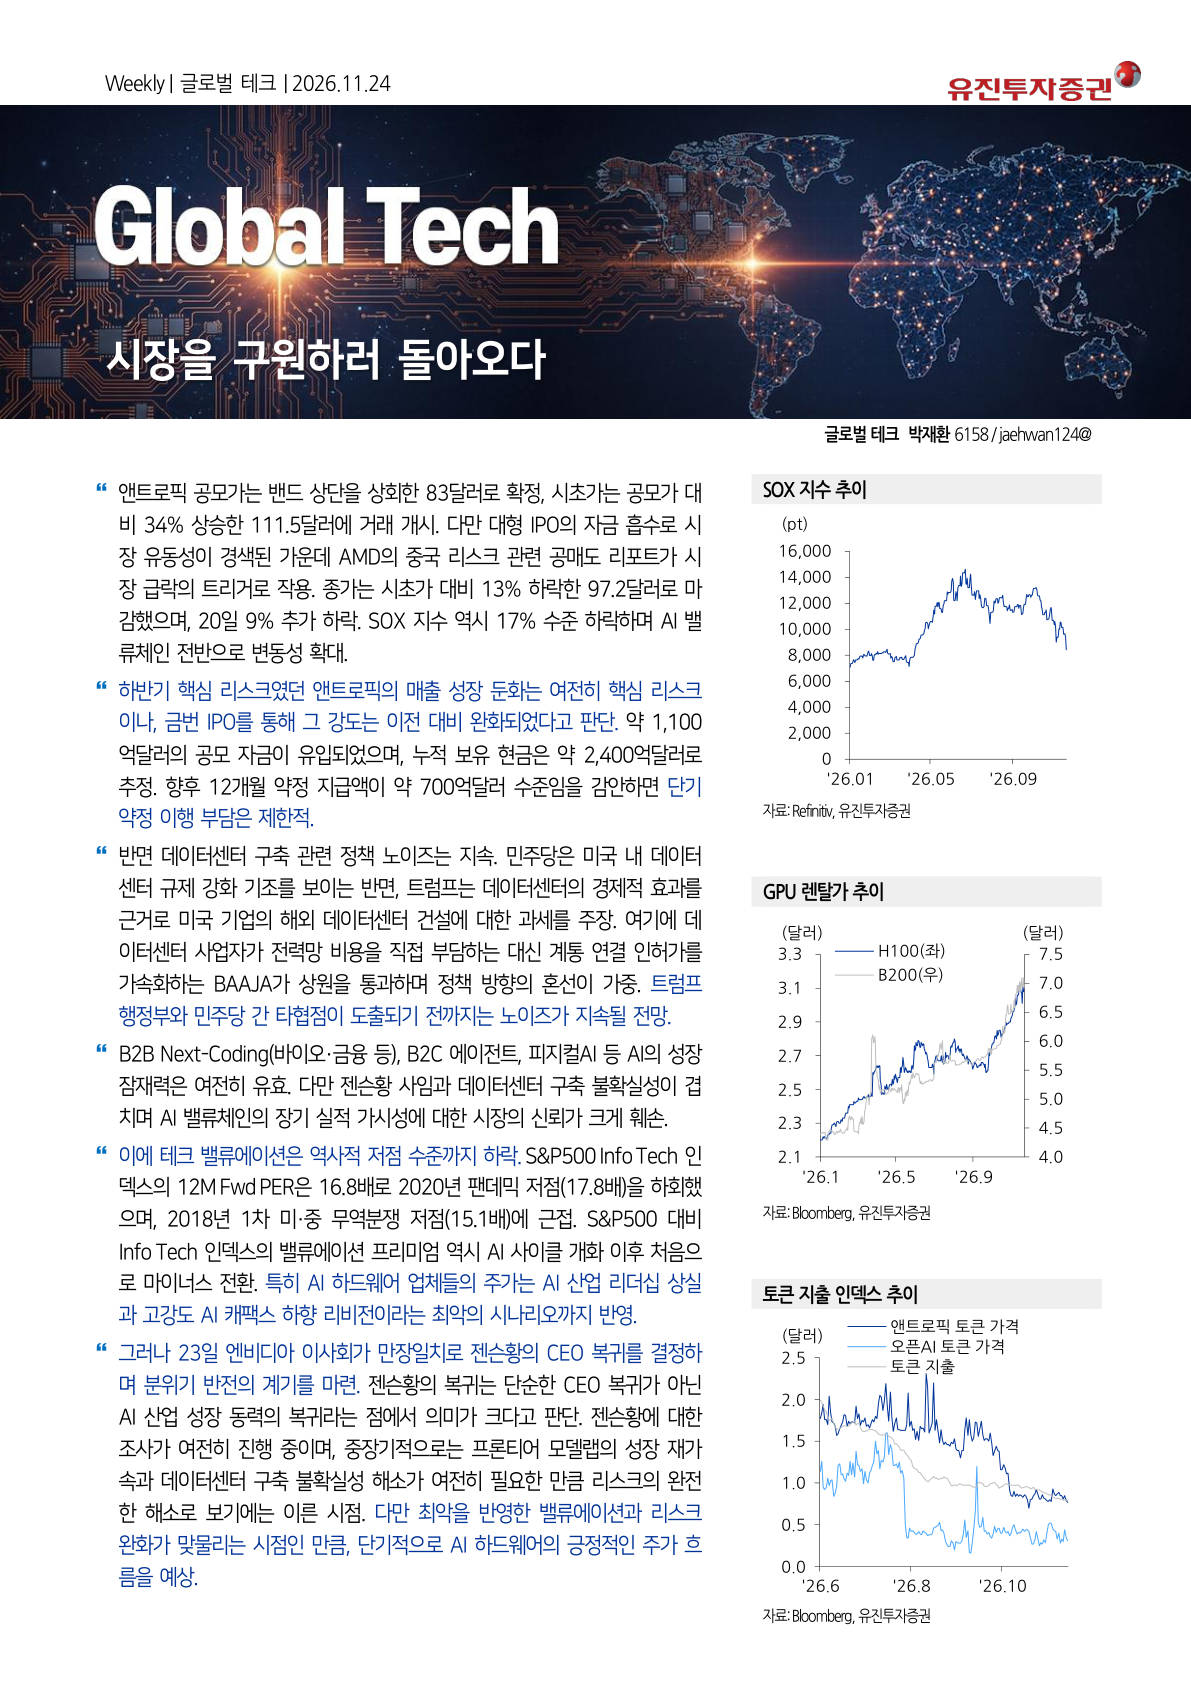 Weekly | 글로벌 테크 | 2026.11.24
유진투자증권
Global Tech
시장을 구원하러 돌아오다
글로벌 테크 박재환 6158 / jaehwan124@
“ 앤트로픽 공모가는 밴드 상단을 상회한 83달러로 확정, 시초가는 공모가 대
비 34% 상승한 111.5달러에 거래 개시. 다만 대형 IPO의 자금 흡수로 시
장 유동성이 경색된 가운데 AMD의 중국 리스크 관련 공매도 리포트가 시
장 급락의 트리거로 작용. 종가는 시초가 대비 13% 하락한 97.2달러로 마
감했으며, 20일 9% 추가 하락. SOX 지수 역시 17% 수준 하락하며 AI 밸
류체인 전반으로 변동성 확대.
“ 하반기 핵심 리스크였던 앤트로픽의 매출 성장 둔화는 여전히 핵심 리스크
이나, 금번 IPO를 통해 그 강도는 이전 대비 완화되었다고 판단. 약 1,100
억달러의 공모 자금이 유입되었으며, 누적 보유 현금은 약 2,400억달러로
추정. 향후 12개월 약정 지급액이 약 700억달러 수준임을 감안하면 단기
약정 이행 부담은 제한적.
“ 반면 데이터센터 구축 관련 정책 노이즈는 지속. 민주당은 미국 내 데이터
센터 규제 강화 기조를 보이는 반면, 트럼프는 데이터센터의 경제적 효과를
근거로 미국 기업의 해외 데이터센터 건설에 대한 과세를 주장. 여기에 데
이터센터 사업자가 전력망 비용을 직접 부담하는 대신 계통 연결 인허가를
가속화하는 BAAJA가 상원을 통과하며 정책 방향의 혼선이 가중. 트럼프
행정부와 민주당 간 타협점이 도출되기 전까지는 노이즈가 지속될 전망.
“ B2B Next-Coding(바이오·금융 등), B2C 에이전트, 피지컬AI 등 AI의 성장
잠재력은 여전히 유효. 다만 젠슨황 사임과 데이터센터 구축 불확실성이 겹
치며 AI 밸류체인의 장기 실적 가시성에 대한 시장의 신뢰가 크게 훼손.
“ 이에 테크 밸류에이션은 역사적 저점 수준까지 하락. S&P500 Info Tech 인
덱스의 12M Fwd PER은 16.8배로 2020년 팬데믹 저점(17.8배)을 하회했
으며, 2018년 1차 미·중 무역분쟁 저점(15.1배)에 근접. S&P500 대비
Info Tech 인덱스의 밸류에이션 프리미엄 역시 AI 사이클 개화 이후 처음으
로 마이너스 전환. 특히 AI 하드웨어 업체들의 주가는 AI 산업 리더십 상실
과 고강도 AI 캐팩스 하향 리비전이라는 최악의 시나리오까지 반영.
“ 그러나 23일 엔비디아 이사회가 만장일치로 젠슨황의 CEO 복귀를 결정하
며 분위기 반전의 계기를 마련. 젠슨황의 복귀는 단순한 CEO 복귀가 아닌
AI 산업 성장 동력의 복귀라는 점에서 의미가 크다고 판단. 젠슨황에 대한
조사가 여전히 진행 중이며, 중장기적으로는 프론티어 모델랩의 성장 재가
속과 데이터센터 구축 불확실성 해소가 여전히 필요한 만큼 리스크의 완전
한 해소로 보기에는 이른 시점. 다만 최악을 반영한 밸류에이션과 리스크
완화가 맞물리는 시점인 만큼, 단기적으로 AI 하드웨어의 긍정적인 주가 흐
름을 예상.
SOX 지수 추이
(pt)
16,000
14,000
12,000
10,000
8,000
6,000
4,000
2,000
0
'26.01 '26.05 '26.09
자료: Refinitiv, 유진투자증권
GPU 렌탈가 추이
(달러) (달러)
H100(좌)
B200(우)
3.3 7.5
3.1 7.0
2.9 6.5
2.7 6.0
2.5 5.5
2.3 5.0
2.1 4.5
4.0
'26.1 '26.5 '26.9
자료: Bloomberg, 유진투자증권
토큰 지출 인덱스 추이
(달러)
앤트로픽 토큰 가격
오픈AI 토큰 가격
토큰 지출
2.5
2.0
1.5
1.0
0.5
0.0
'26.6 '26.8 '26.10
자료: Bloomberg, 유진투자증권